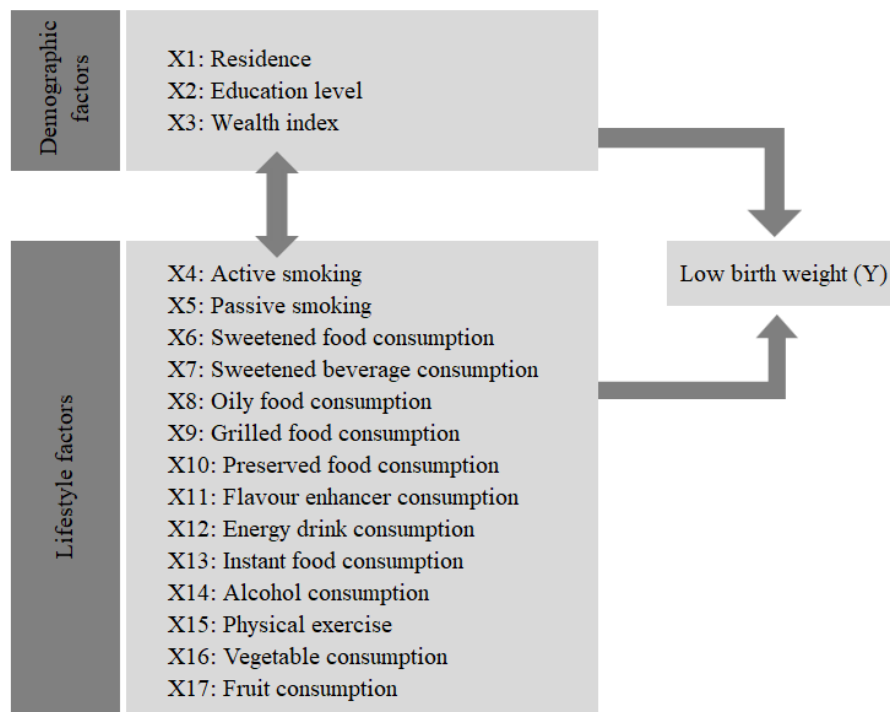 Demographic
factors
X1: Residence
X2: Education level
X3: Wealth index
Lifestyle factors
X4: Active smoking
X5: Passive smoking
X6: Sweetened food consumption
X7: Sweetened beverage consumption
X8: Oily food consumption
X9: Grilled food consumption
X10: Preserved food consumption
X11: Flavour enhancer consumption
X12: Energy drink consumption
X13: Instant food consumption
X14: Alcohol consumption
X15: Physical exercise
X16: Vegetable consumption
X17: Fruit consumption
Low birth weight (Y)